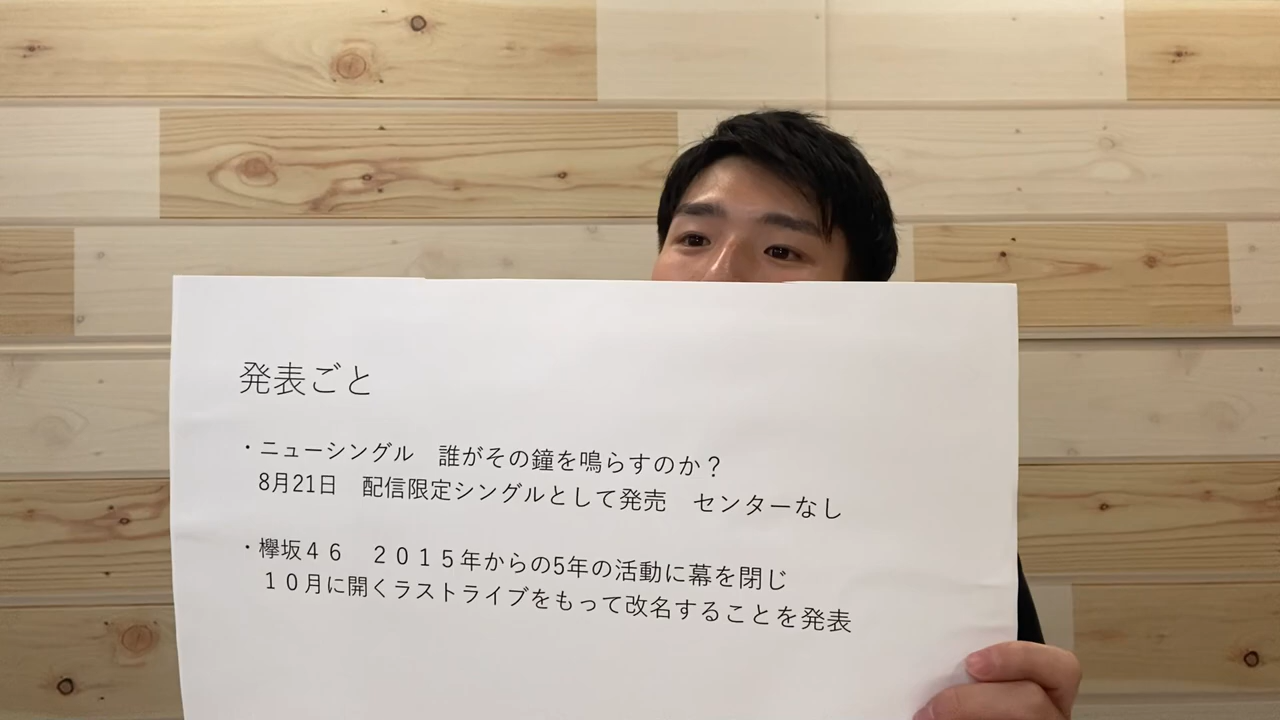 発表ごと
・ニューシングル　誰がその鐘を鳴らすのか？
8月21日　配信限定シングルとして発売　センターなし
・欅坂４６　２０１５年からの5年の活動に幕を閉じ
１０月に開くラストライブをもって改名することを発表